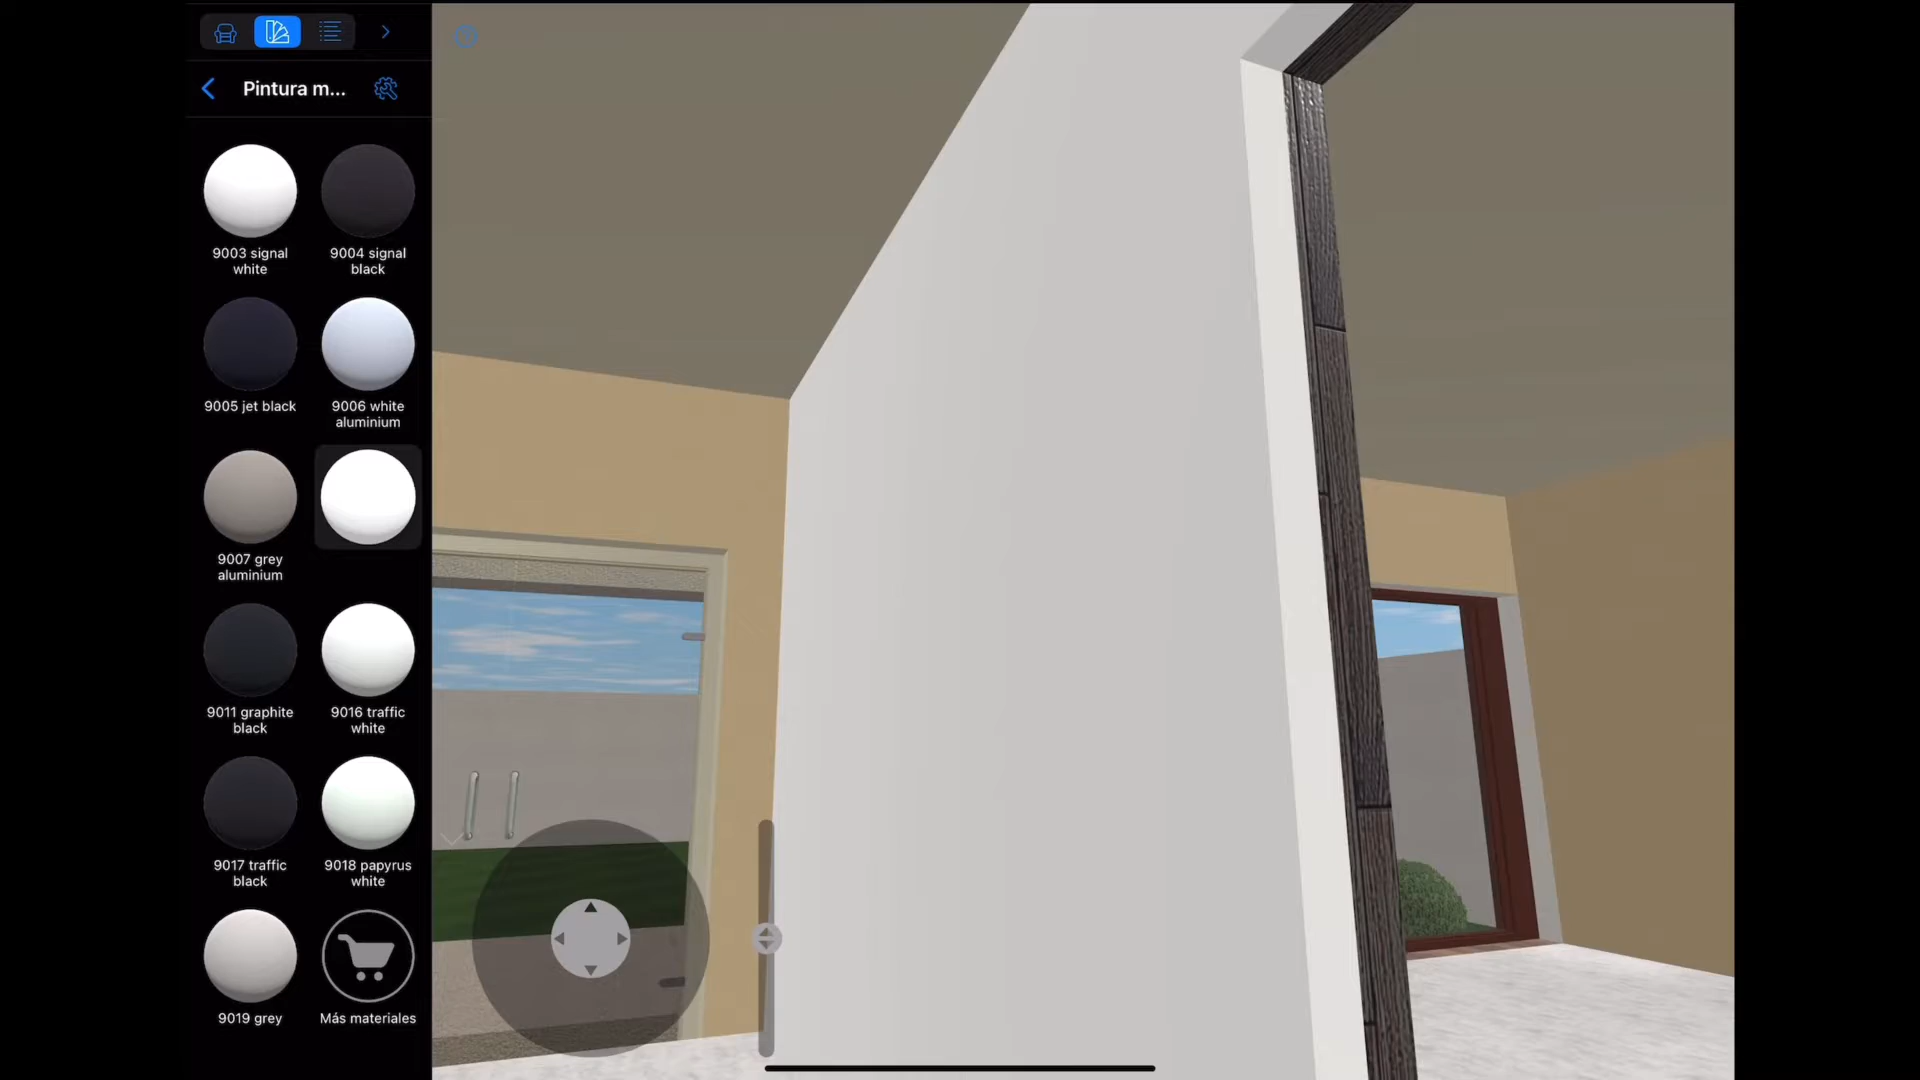 Pintura m...
9003 signal
white
9004 signal
black
9005 jet black
9006 white
aluminium
9007 grey
aluminium
9011 graphite
black
9016 traffic
white
9017 traffic
black
9018 papyrus
white
9019 grey
Más materiales